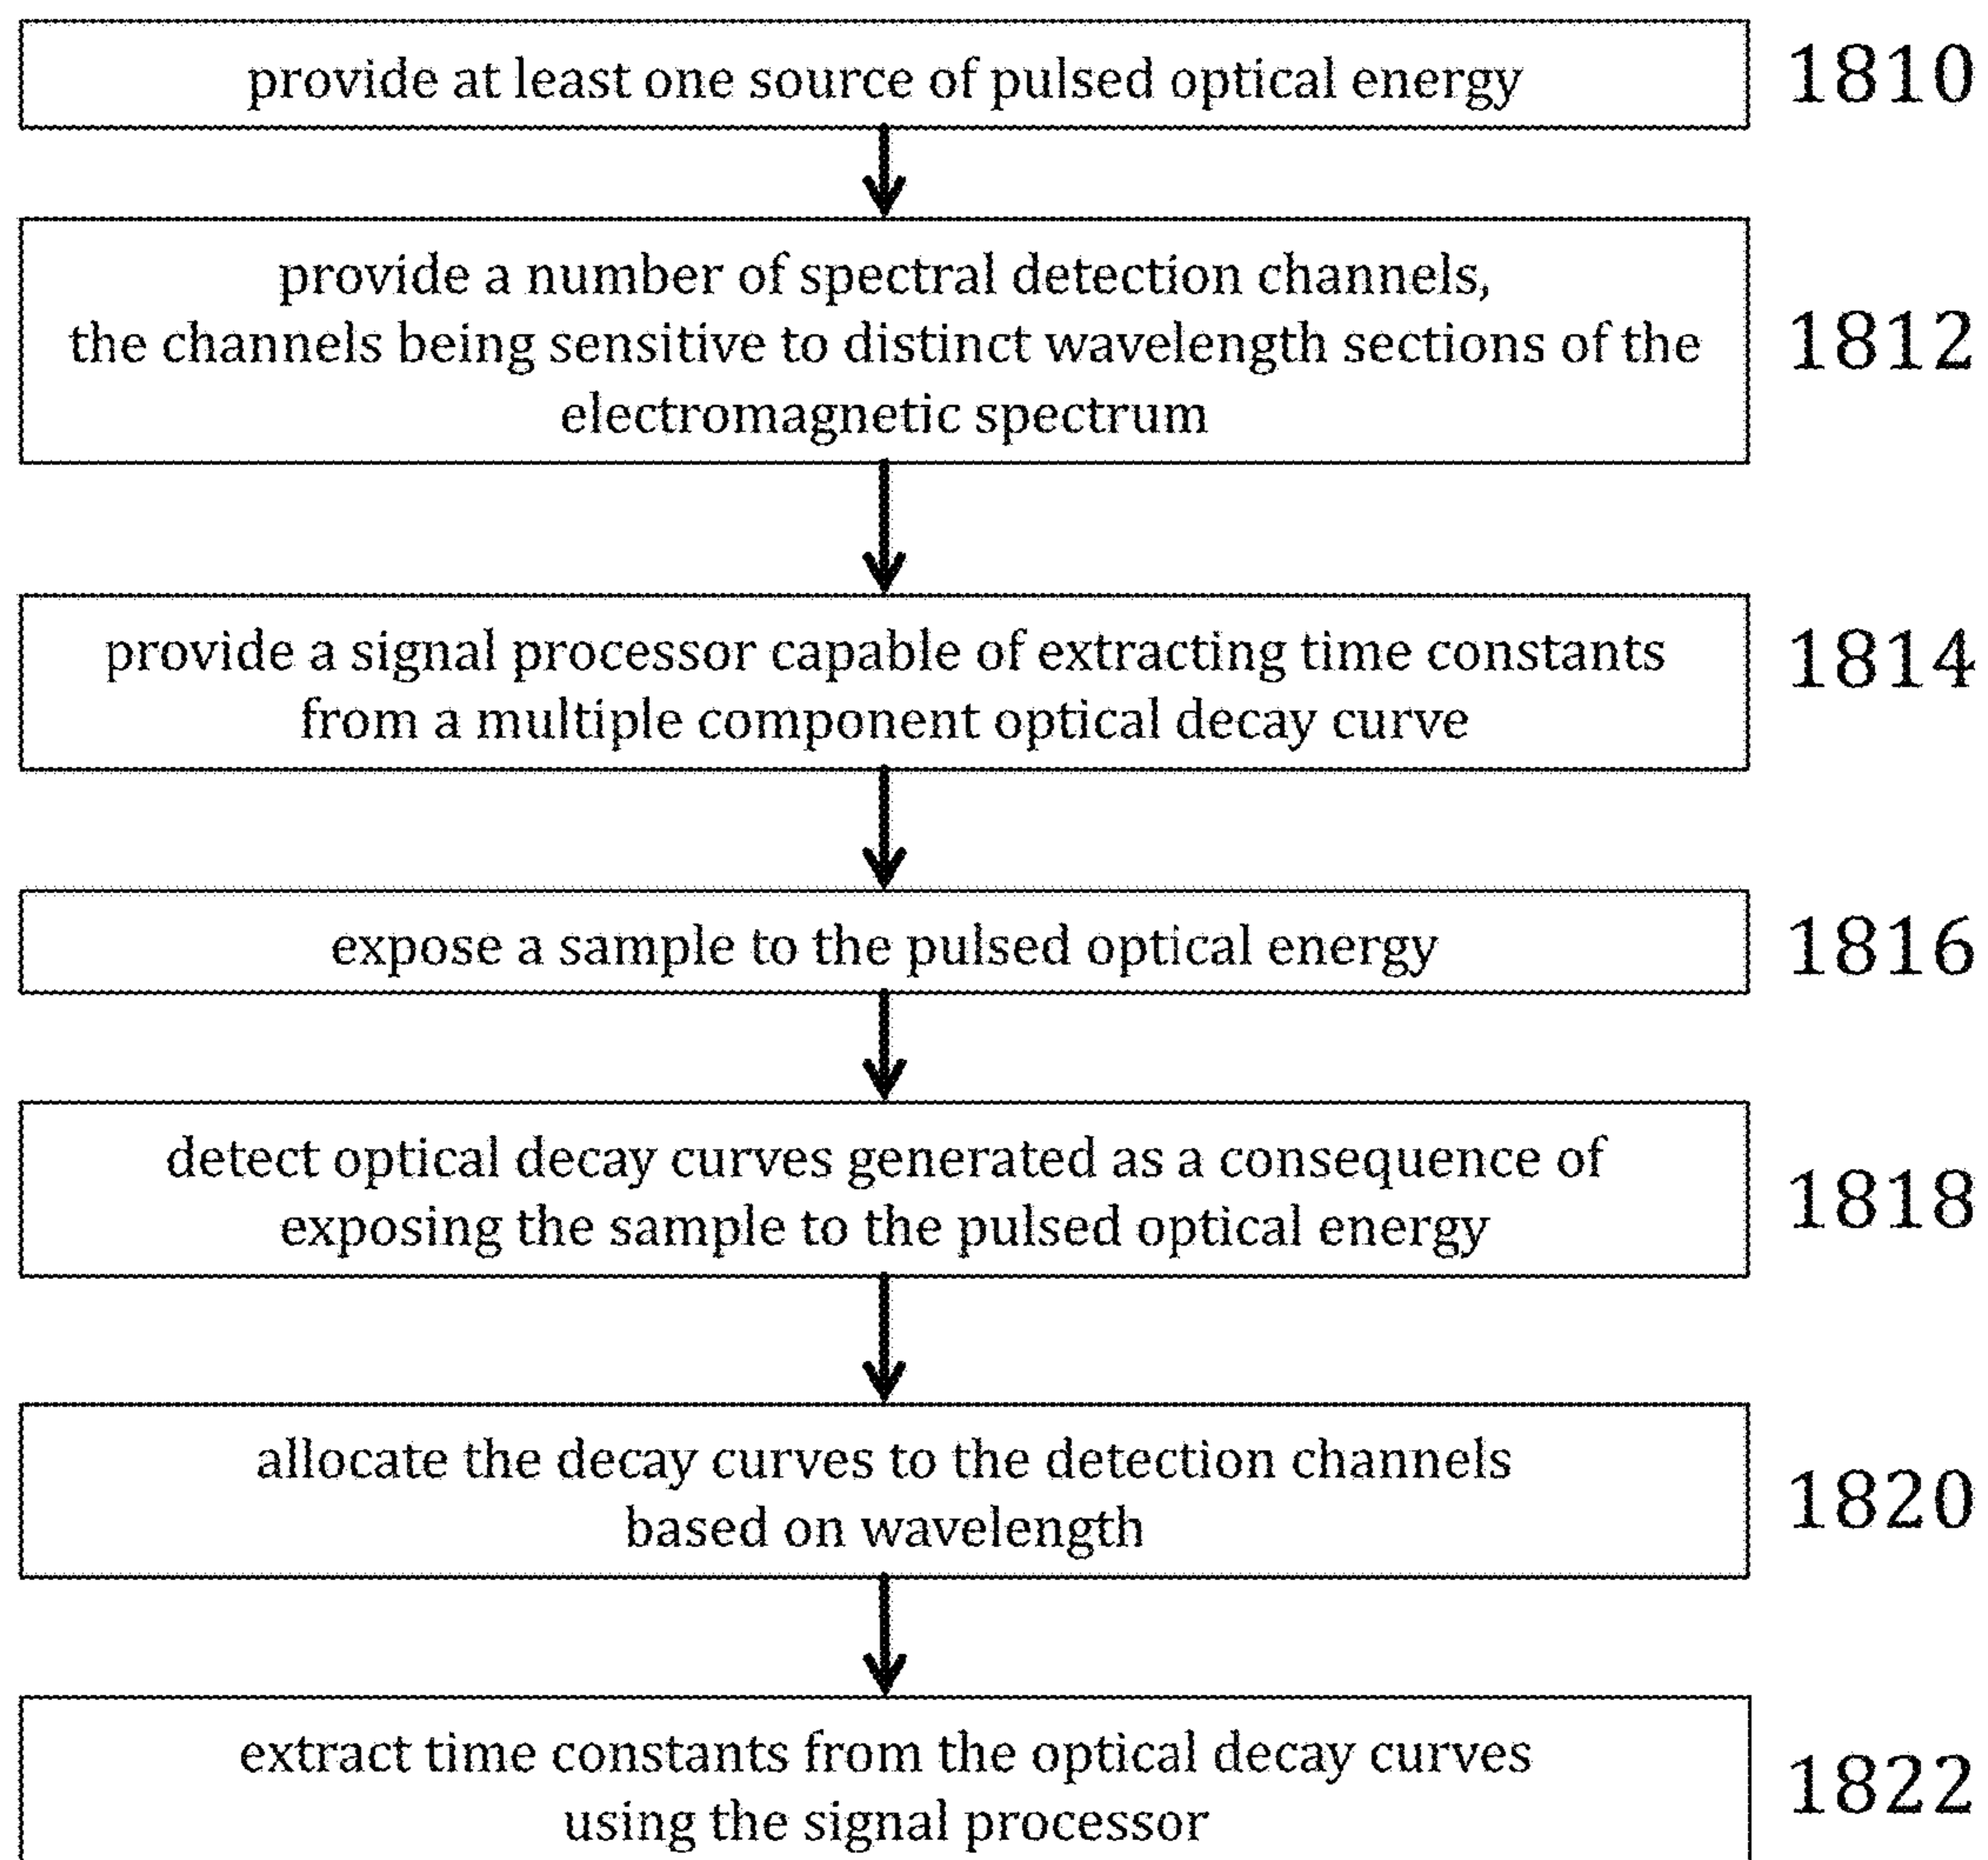 provide at least one source of pulsed optical energy
1810
provide a number of spectral detection channels,
the channels being sensitive to distinct wavelength sections of the
electromagnetic spectrum
1812
provide a signal processor capable of extracting time constants
from a multiple component optical decay curve
1814
expose a sample to the pulsed optical energy
1816
detect optical decay curves generated as a consequence of
exposing the sample to the pulsed optical energy
1818
allocate the decay curves to the detection channels
based on wavelength
1820
extract time constants from the optical decay curves
using the signal processor
1822